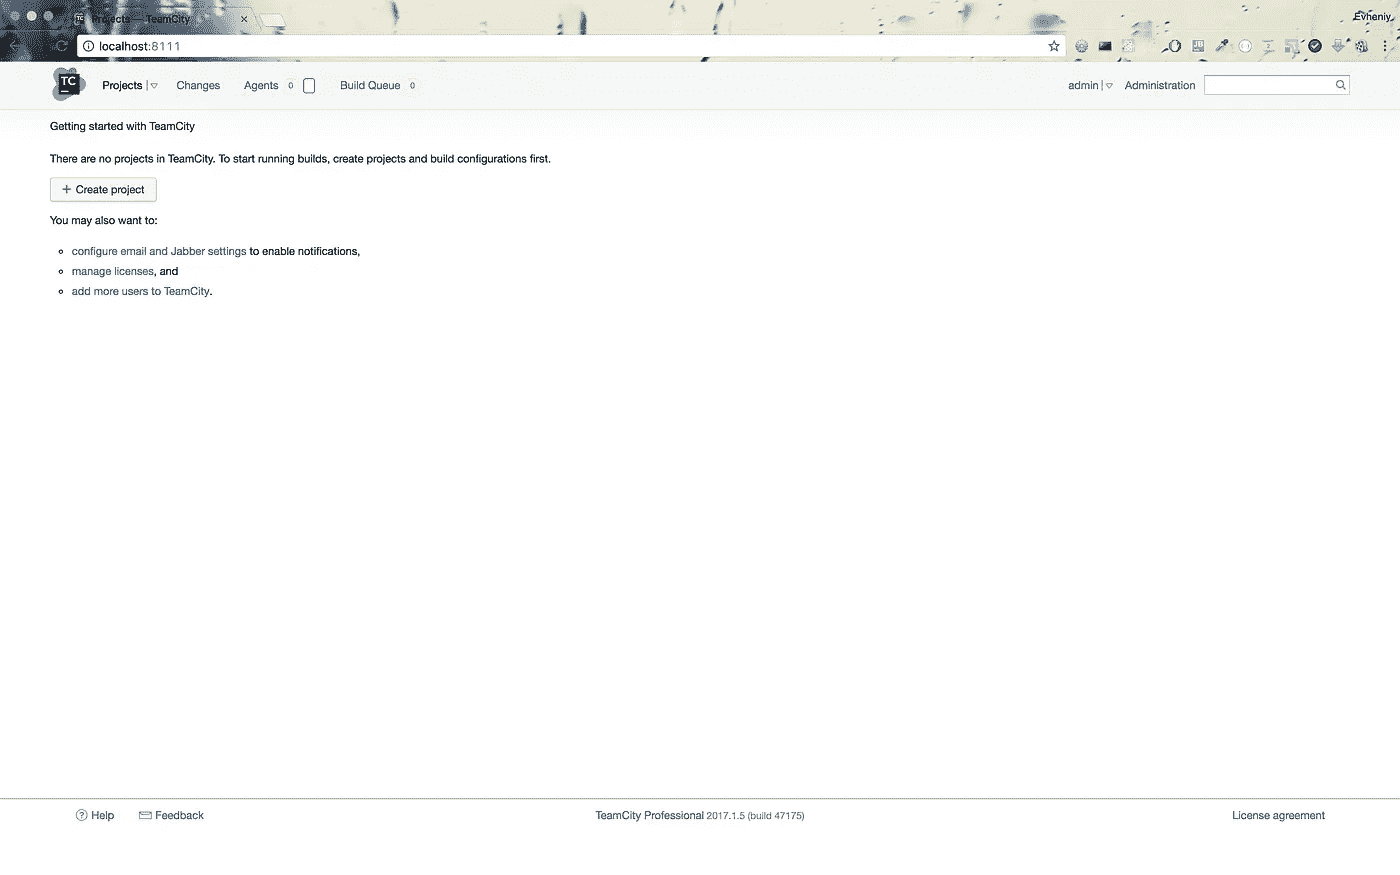 Projects — TeamCity
Evheniy
localhost:8111
TC
Projects
Changes
Agents 0
Build Queue 0
admin
Administration
Getting started with TeamCity
There are no projects in TeamCity. To start running builds, create projects and build configurations first.
+ Create project
You may also want to:
configure email and Jabber settings to enable notifications,
manage licenses, and
add more users to TeamCity.
? Help
Feedback
TeamCity Professional 2017.1.5 (build 47175)
License agreement